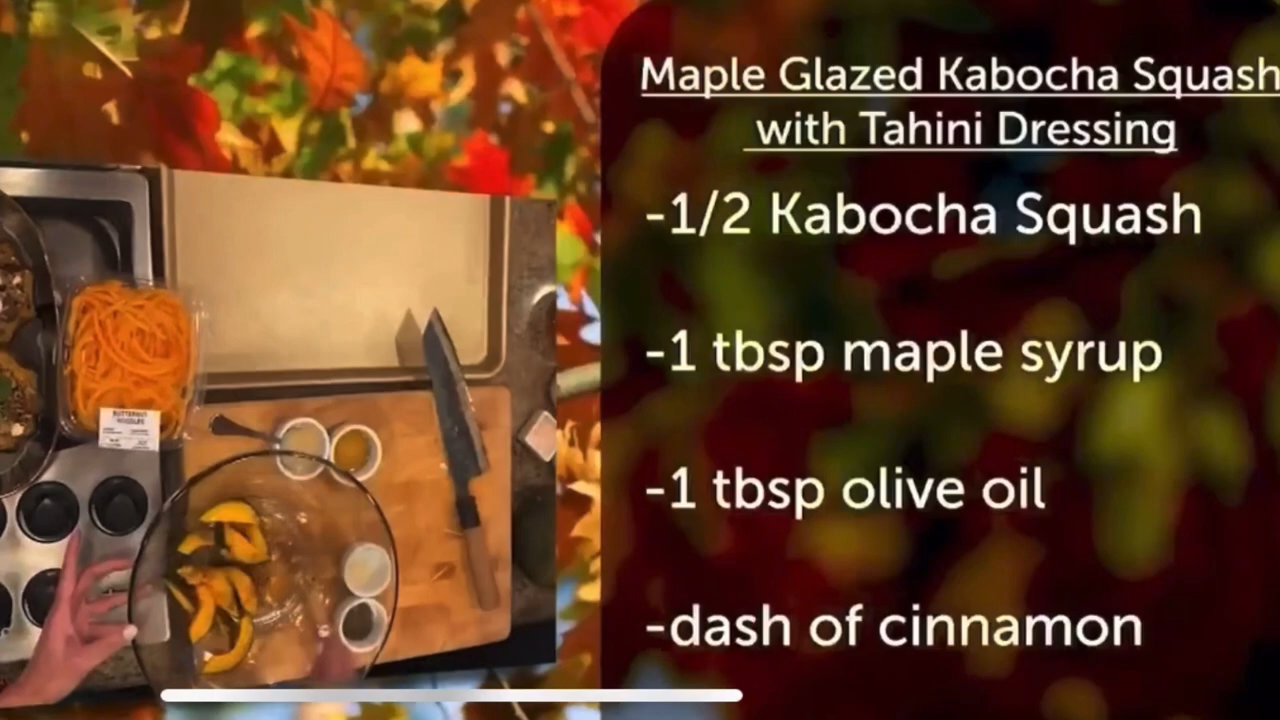 Maple Glazed Kabocha Squash
with Tahini Dressing
-1/2 Kabocha Squash
-1 tbsp maple syrup
-1 tbsp olive oil
-dash of cinnamon
BUTTERNUT
NOODLES